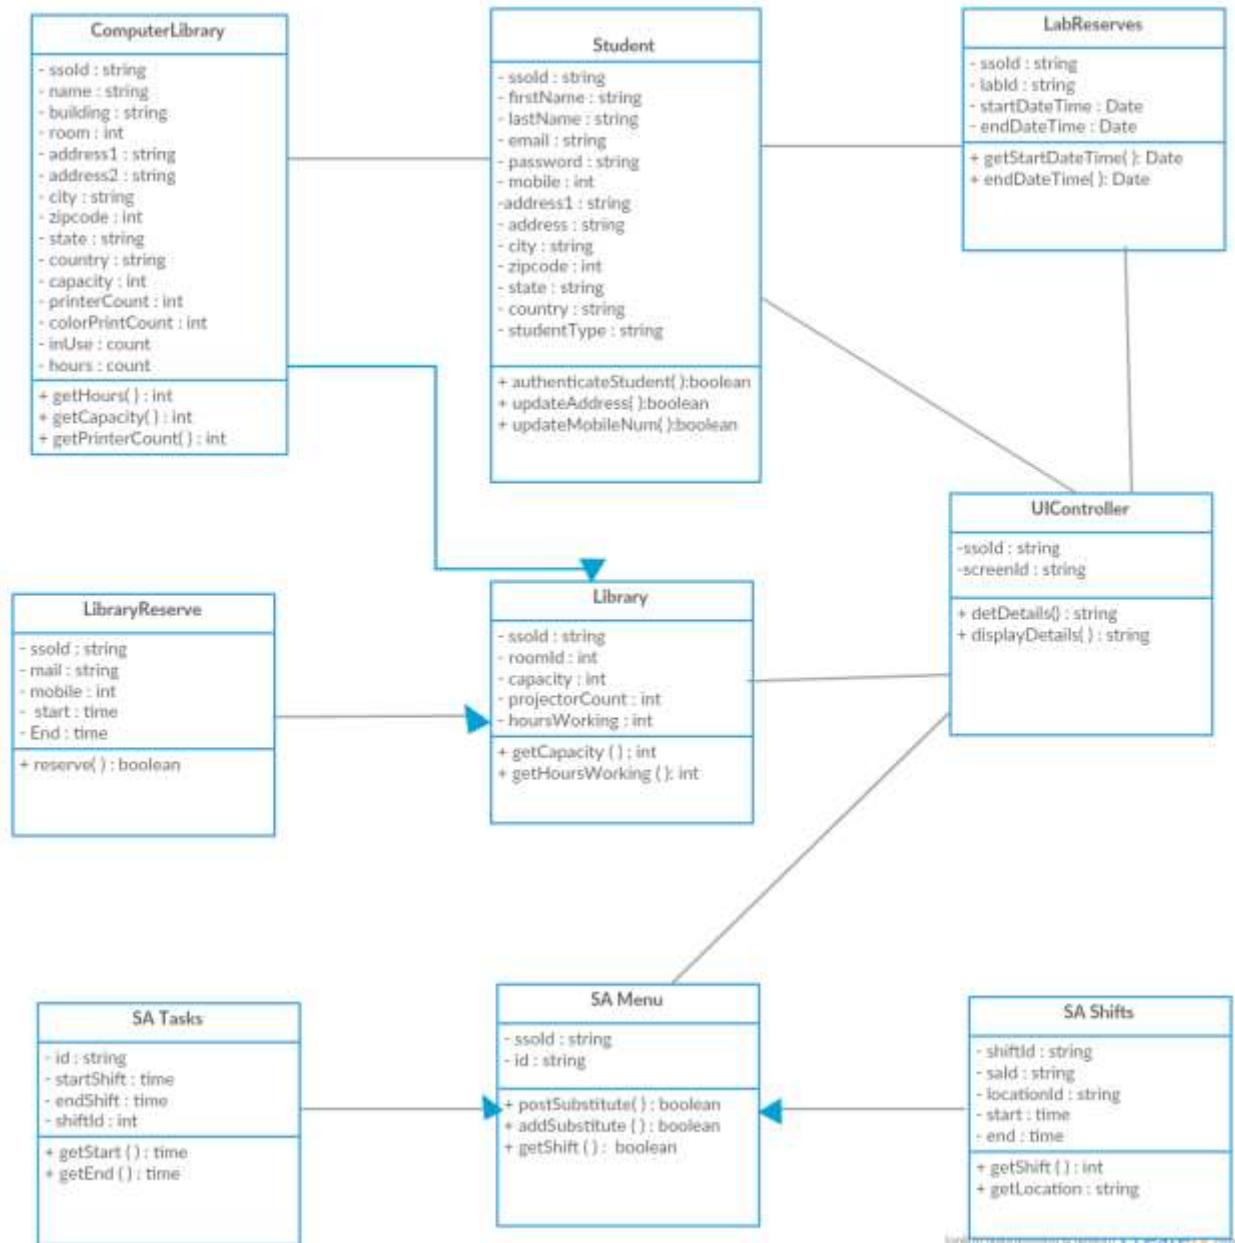 ComputerLibrary
- ssoId : string
- name : string
- building : string
- room : int
- address1 : string
- address2 : string
- city : string
- zipcode : int
- state : string
- country : string
- capacity : int
- printerCount : int
- colorPrintCount : int
- inUse : count
- hours : count
+ getHours( ) : int
+ getCapacity( ) : int
+ getPrinterCount( ) : int
Student
- ssoId : string
- firstName : string
- lastName : string
- email : string
- password : string
- mobile : int
-address1 : string
- address : string
- city : string
- zipcode : int
- state : string
- country : string
- studentType : string
+ authenticateStudent( ):boolean
+ updateAddress( ):boolean
+ updateMobileNum( ):boolean
LabReserves
- ssoId : string
- labId : string
- startDateTime : Date
- endDateTime : Date
+ getStartDateTime( ): Date
+ endDateTime( ): Date
UIController
-ssoId : string
-screenId : string
+ detDetails() : string
+ displayDetails( ) : string
LibraryReserve
- ssoId : string
- mail : string
- mobile : int
- start : time
- End : time
+ reserve( ) : boolean
Library
- ssoId : string
- roomId : int
- capacity : int
- projectorCount : int
- hoursWorking : int
+ getCapacity ( ) ; int
+ getHoursWorking ( ): int
SA Tasks
- id : string
- startShift : time
- endShift : time
- shiftId : int
+ getStart ( ) : time
+ getEnd ( ) : time
SA Menu
- ssoId : string
- id : string
+ postSubstitute( ) : boolean
+ addSubstitute ( ) : boolean
+ getShift ( ) : boolean
SA Shifts
- shiftId : string
- saId : string
- locationId : string
- start : time
- end : time
+ getShift ( ) : int
+ getLocation : string